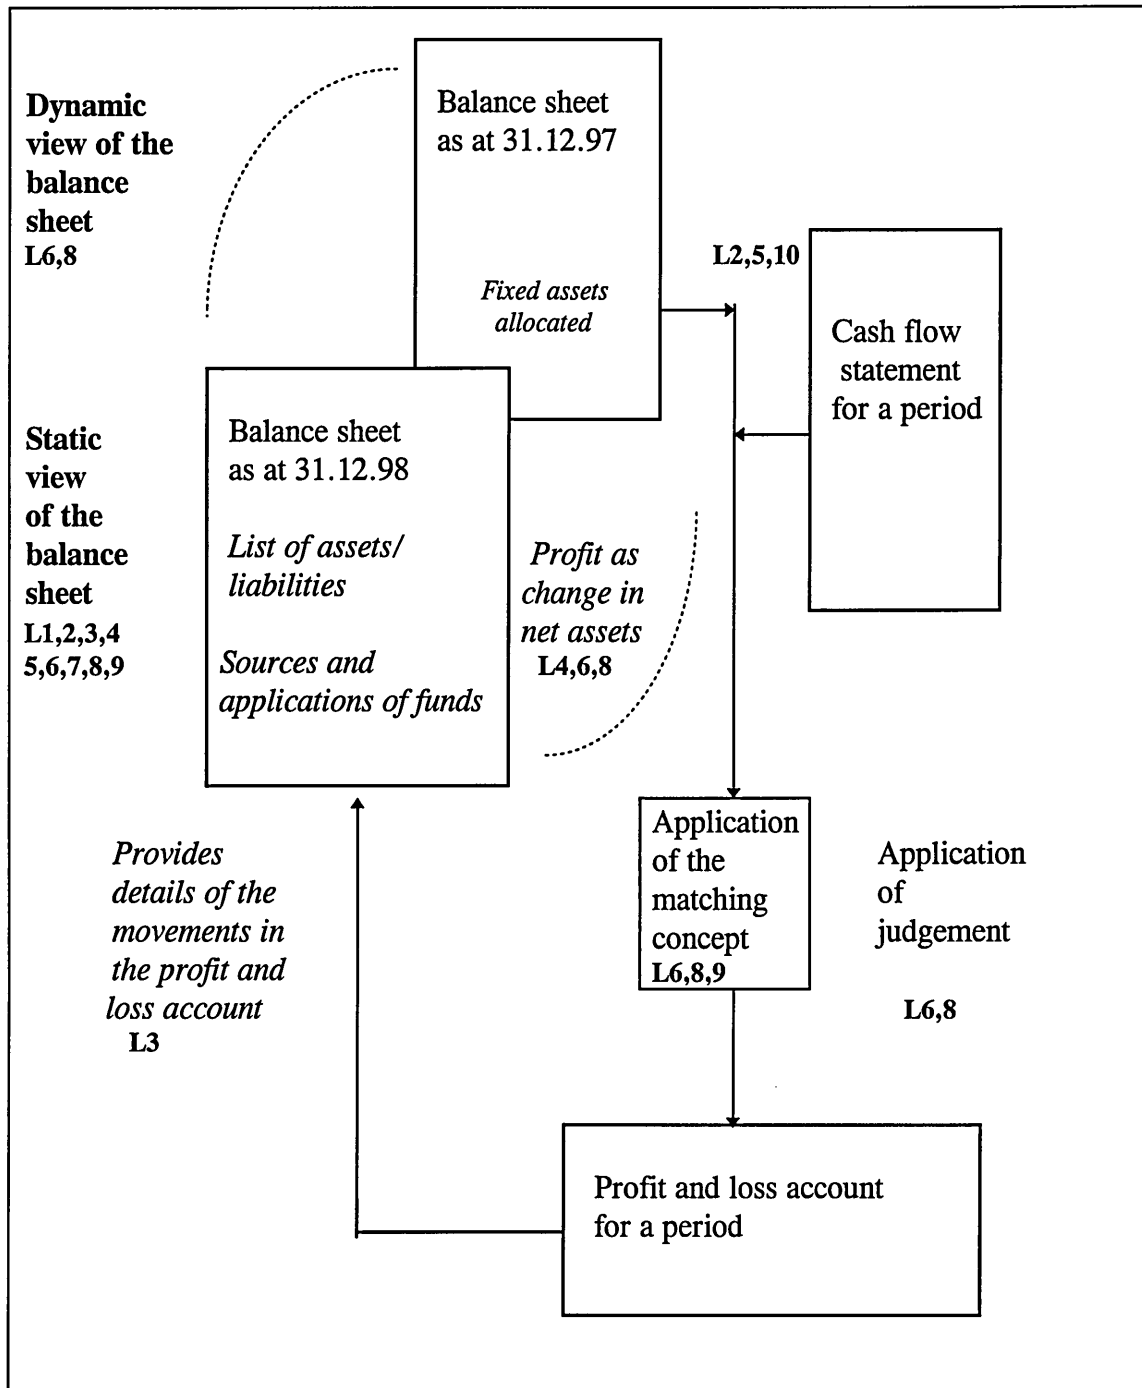 Dynamic
view of the
balance
sheet
L6,8
Balance sheet
as at 31.12.97
Fixed assets
allocated
L2,5,10
Cash flow
statement
for a period
Static
view
of the
balance
sheet
L1,2,3,4
5,6,7,8,9
Balance sheet
as at 31.12.98
List of assets/
liabilities
Sources and
applications of funds
Profit as
change in
net assets
L4,6,8
Provides
details of the
movements in
the profit and
loss account
L3
Application
of the
matching
concept
L6,8,9
Application
of
judgement
L6,8
Profit and loss account
for a period